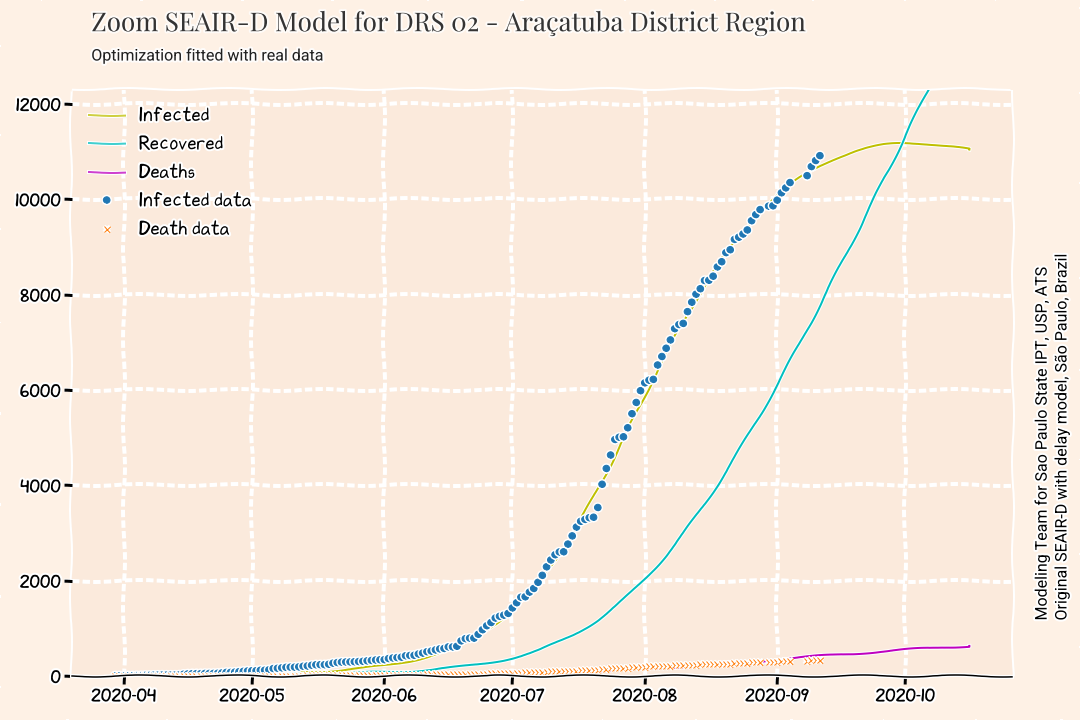 Zoom SEAIR-D Model for DRS 02 - Araçatuba District Region
Optimization fitted with real data
12000
10000
8000
6000
4000
2000
0
Infected
Recovered
Deaths
Infected data
Death data
2020-04
2020-05
2020-06
2020-07
2020-08
2020-09
2020-10
Modeling Team for Sao Paulo State IPT, USP, ATS
Original SEAIR-D with delay model, São Paulo, Brazil